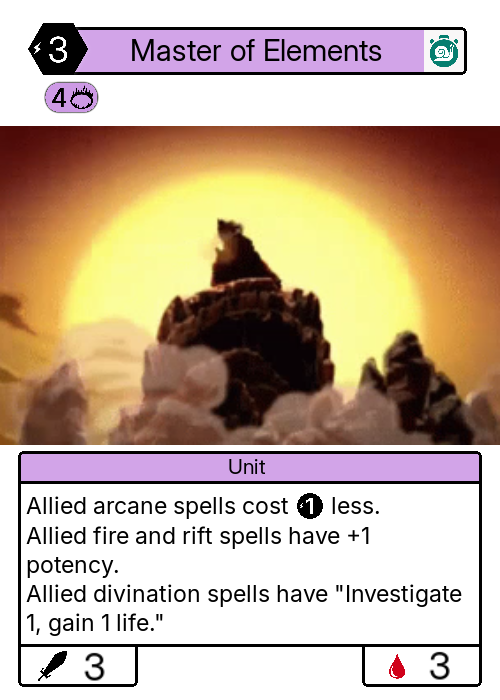 3
Master of Elements
4
Unit
Allied arcane spells cost 1 less.
Allied fire and rift spells have +1
potency.
Allied divination spells have "Investigate
1, gain 1 life."
3
3